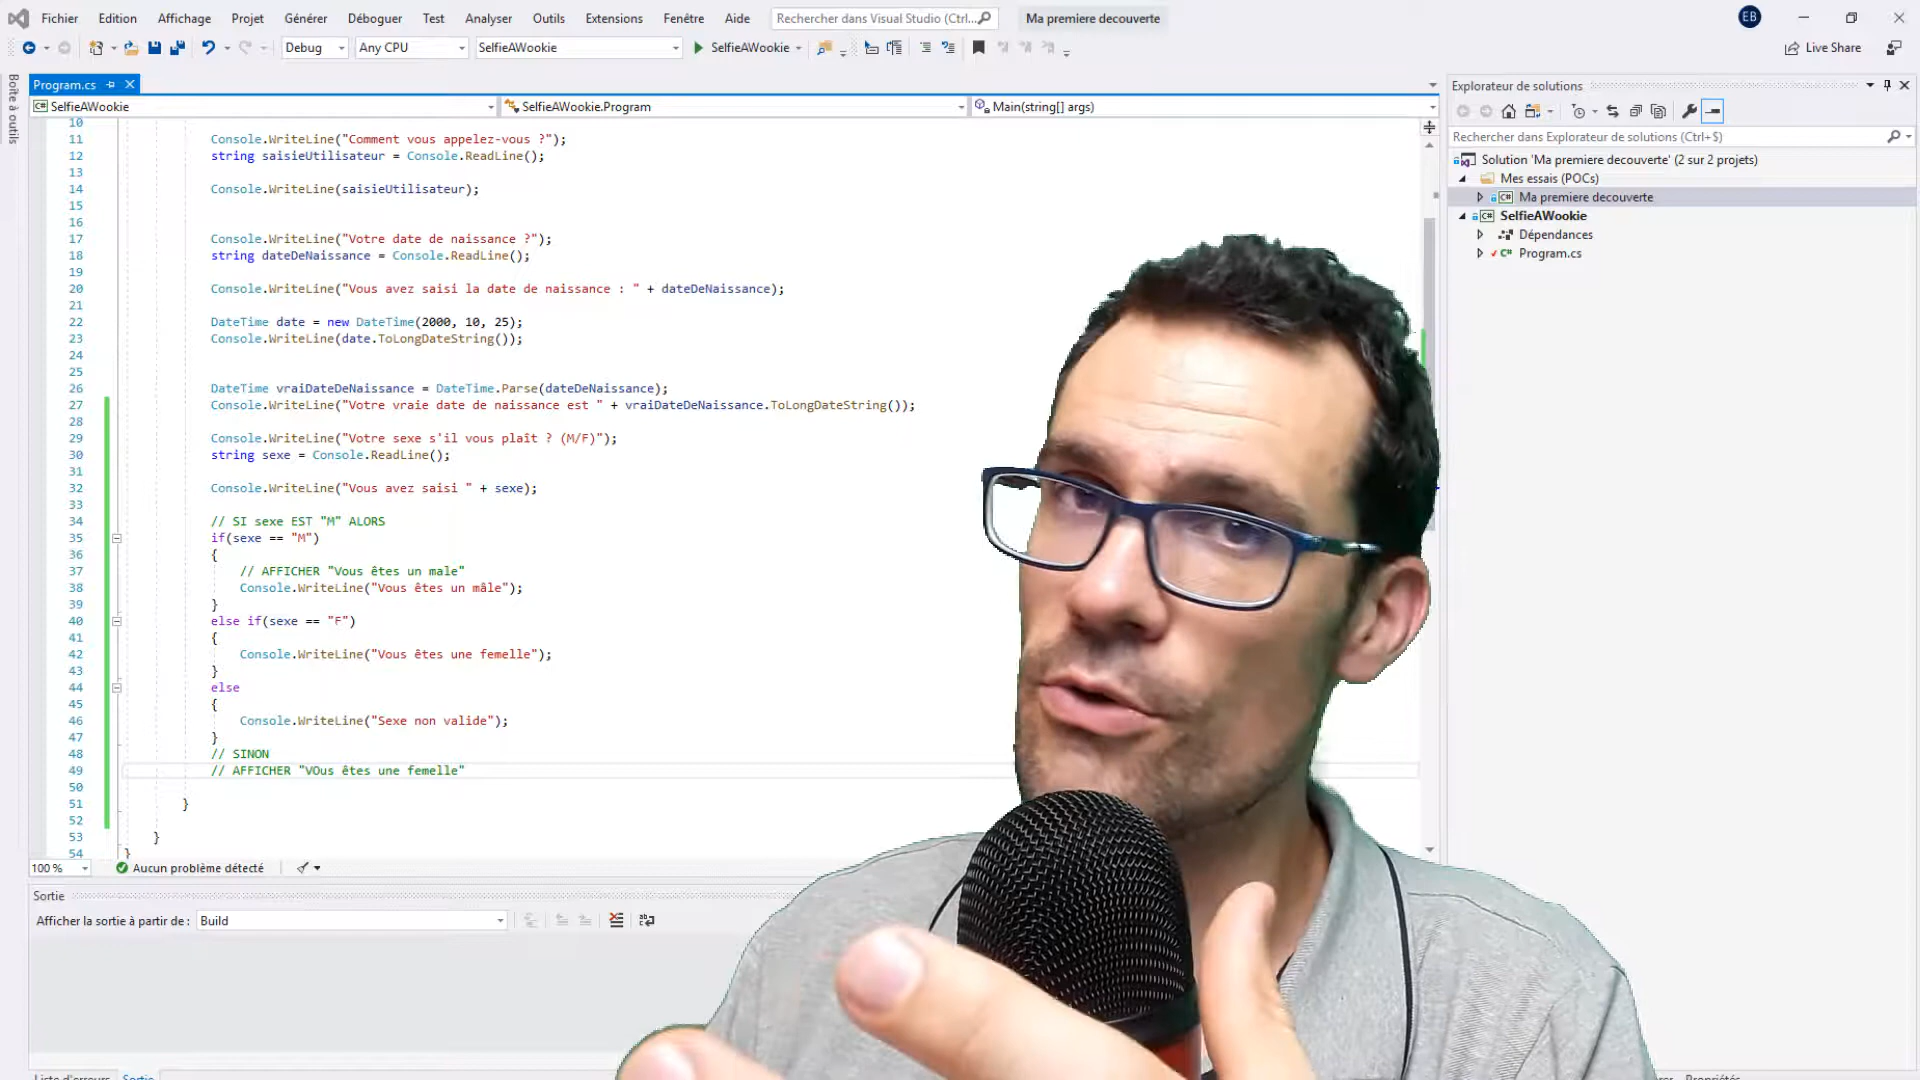 Fichier Edition Affichage Projet Générer Déboguer Test Analyser Outils Extensions Fenêtre Aide Rechercher dans Visual Studio (Ctrl... Ma premiere decouverte EB
Debug Any CPU SelfieAWookie SelfieAWookie Live Share
Boîte à outils
Program.cs
SelfieAWookie SelfieAWookie.Program Main(string[] args)
10
11 Console.WriteLine("Comment vous appelez-vous ?");
12 string saisieUtilisateur = Console.ReadLine();
13
14 Console.WriteLine(saisieUtilisateur);
15
16
17 Console.WriteLine("Votre date de naissance ?");
18 string dateDeNaissance = Console.ReadLine();
19
20 Console.WriteLine("Vous avez saisi la date de naissance : " + dateDeNaissance);
21
22 DateTime date = new DateTime(2000, 10, 25);
23 Console.WriteLine(date.ToLongDateString());
24
25
26 DateTime vraiDateDeNaissance = DateTime.Parse(dateDeNaissance);
27 Console.WriteLine("Votre vraie date de naissance est " + vraiDateDeNaissance.ToLongDateString());
28
29 Console.WriteLine("Votre sexe s'il vous plaît ? (M/F)");
30 string sexe = Console.ReadLine();
31
32 Console.WriteLine("Vous avez saisi " + sexe);
33
34 // SI sexe EST "M" ALORS
35 if(sexe == "M")
36 {
37 // AFFICHER "Vous êtes un male"
38 Console.WriteLine("Vous êtes un mâle");
39 }
40 else if(sexe == "F")
41 {
42 Console.WriteLine("Vous êtes une femelle");
43 }
44 else
45 {
46 Console.WriteLine("Sexe non valide");
47 }
48 // SINON
49 // AFFICHER "VOus êtes une femelle"
50
51 }
52
53 }
54 }
100 % Aucun problème détecté
Sortie
Afficher la sortie à partir de : Build
Liste d'erreurs Sortie
Explorateur de solutions
Rechercher dans Explorateur de solutions (Ctrl+$)
Solution 'Ma premiere decouverte' (2 sur 2 projets)
Mes essais (POCs)
Ma premiere decouverte
SelfieAWookie
Dépendances
Program.cs
Propriétés